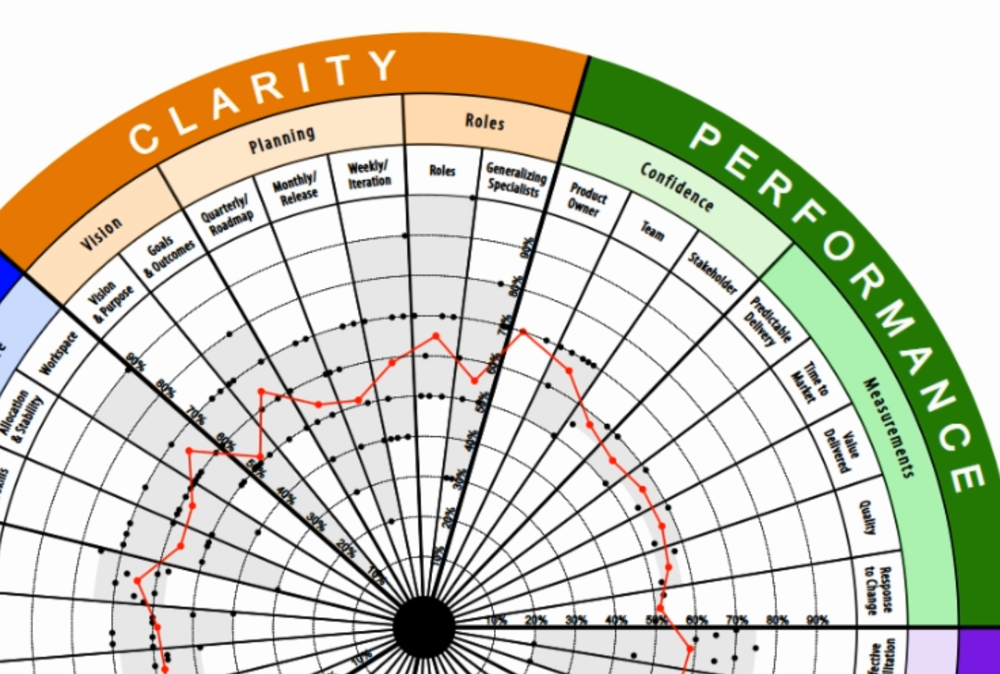 CLARITY
PERFORMANCE
Vision
Planning
Roles
Confidence
Measurements
Workspace
Allocation
& Stability
Vision
& Purpose
Goals
& Outcomes
Quarterly/
Roadmap
Monthly/
Release
Weekly/
Iteration
Roles
Generalizing
Specialists
Product
Owner
Team
Stakeholder
Predictable
Delivery
Time to
Market
Value
Delivered
Quality
Response
to Change
90%
80%
70%
60%
50%
40%
30%
20%
10%
90%
80%
70%
60%
50%
40%
30%
20%
10%
10%
20%
30%
40%
50%
60%
70%
80%
90%
10%